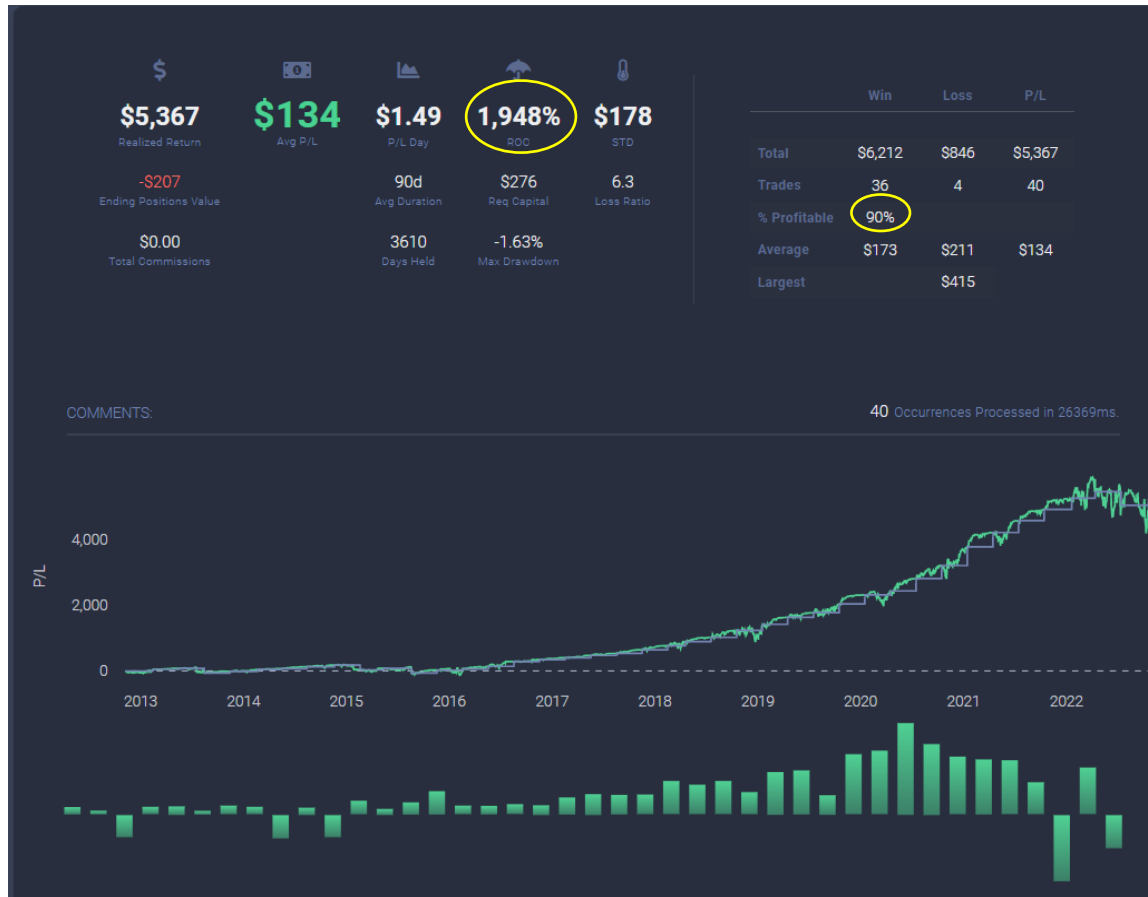 $5,367 $134 $1.49 1,948% $178
Realized Return Avg P/L P/L Day ROC STD
-$207 90d $276 6.3
Ending Positions Value Avg Duration Req Capital Loss Ratio
$0.00 3610 -1.63%
Total Commissions Days Held Max Drawdown
Win Loss P/L
Total $6,212 $846 $5,367
Trades 36 4 40
% Profitable 90%
Average $173 $211 $134
Largest $415
COMMENTS: 40 Occurrences Processed in 26369ms.
P/L
4,000
2,000
0
2013 2014 2015 2016 2017 2018 2019 2020 2021 2022